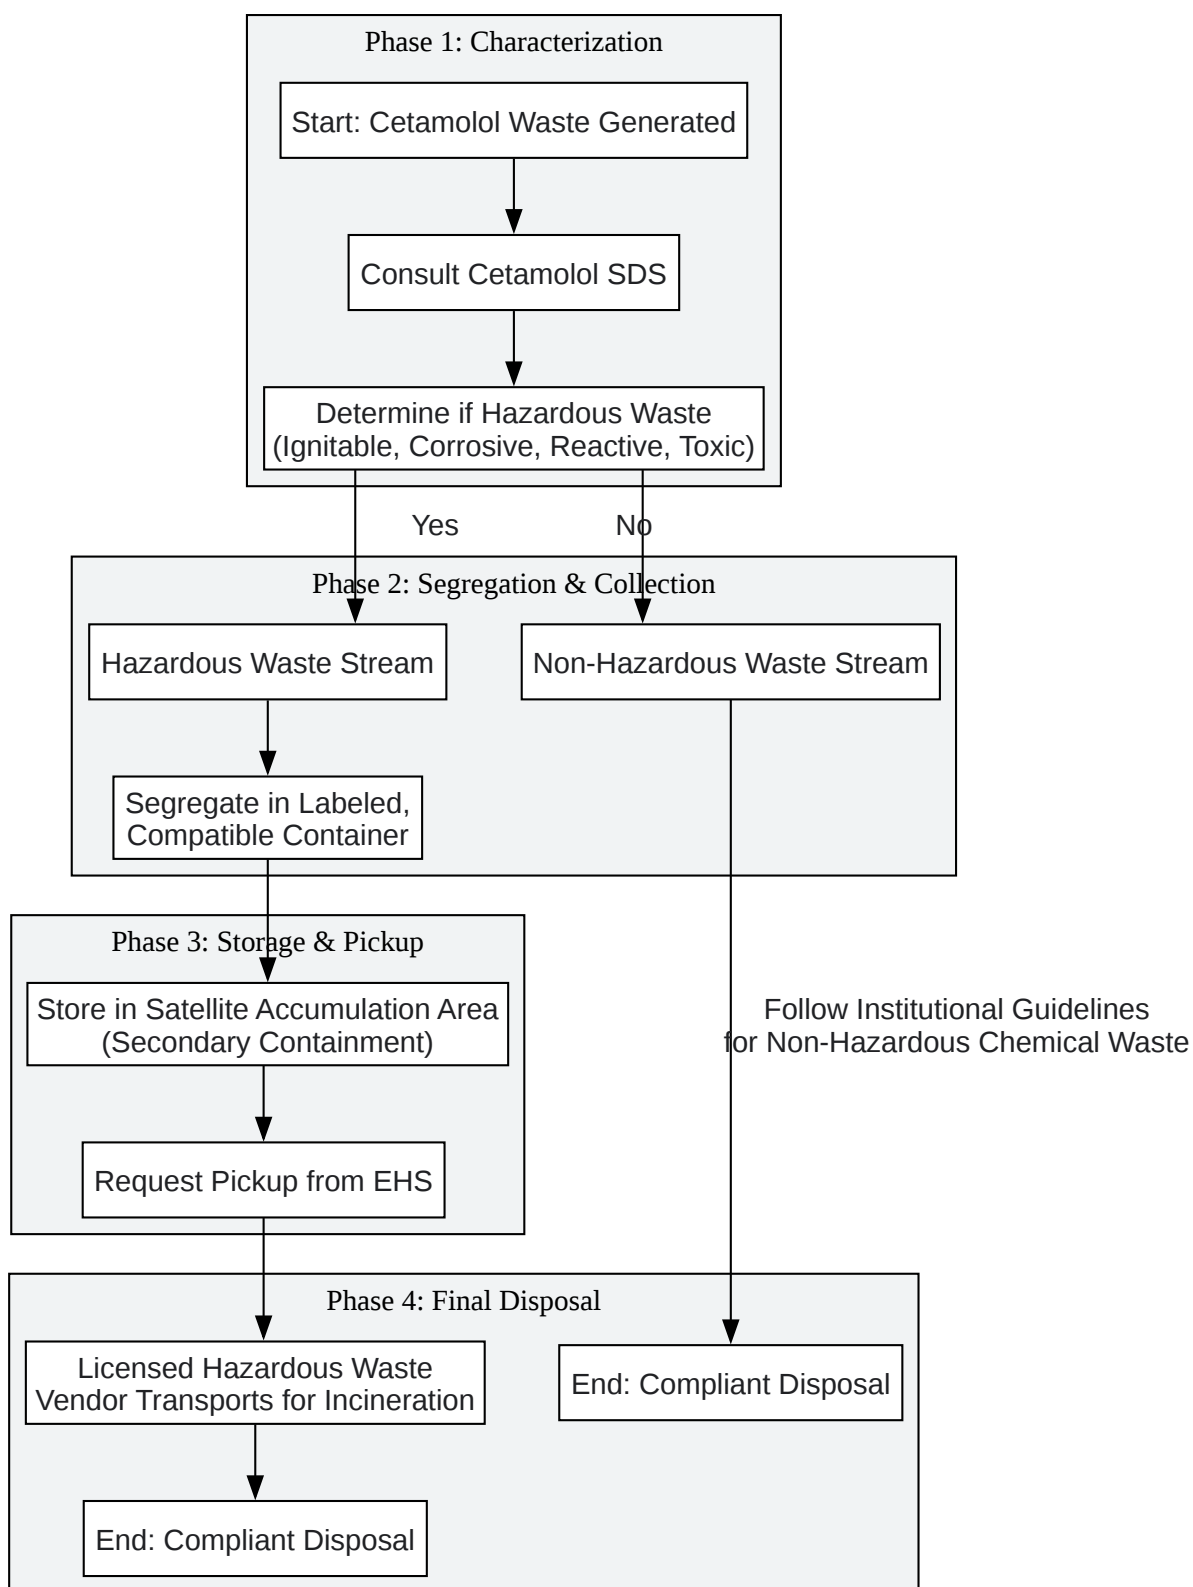 Phase 1: Characterization
Start: Cetamolol Waste Generated
Consult Cetamolol SDS
Determine if Hazardous Waste
(Ignitable, Corrosive, Reactive, Toxic)
Yes
No
Phase 2: Segregation & Collection
Hazardous Waste Stream
Non-Hazardous Waste Stream
Segregate in Labeled,
Compatible Container
Phase 3: Storage & Pickup
Store in Satellite Accumulation Area
(Secondary Containment)
Follow Institutional Guidelines
for Non-Hazardous Chemical Waste
Request Pickup from EHS
Phase 4: Final Disposal
Licensed Hazardous Waste
Vendor Transports for Incineration
End: Compliant Disposal
End: Compliant Disposal